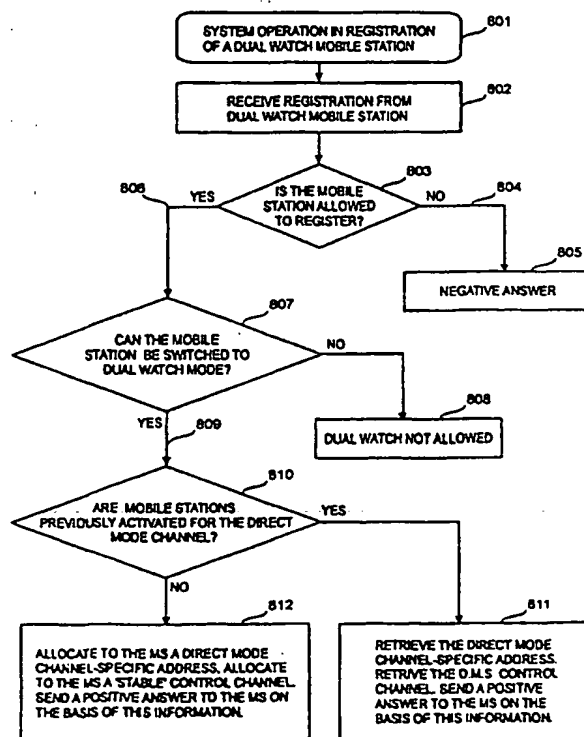 SYSTEM OPERATION IN REGISTRATION
OF A DUAL WATCH MOBILE STATION
801
RECEIVE REGISTRATION FROM
DUAL WATCH MOBILE STATION
802
803
IS THE MOBILE
STATION ALLOWED
TO REGISTER?
806
YES
NO
804
805
NEGATIVE ANSWER
807
CAN THE MOBILE
STATION BE SWITCHED TO
DUAL WATCH MODE?
NO
808
DUAL WATCH NOT ALLOWED
YES
809
810
ARE MOBILE STATIONS
PREVIOUSLY ACTIVATED FOR THE DIRECT
MODE CHANNEL?
YES
NO
812
ALLOCATE TO THE MS A DIRECT MODE
CHANNEL-SPECIFIC ADDRESS. ALLOCATE
TO THE MS A "STABLE" CONTROL CHANNEL.
SEND A POSITIVE ANSWER TO THE MS ON
THE BASIS OF THIS INFORMATION.
811
RETRIEVE THE DIRECT MODE
CHANNEL-SPECIFIC ADDRESS.
RETRIVE THE D.M.S CONTROL
CHANNEL. SEND A POSITIVE
ANSWER TO THE MS ON THE
BASIS OF THIS INFORMATION.